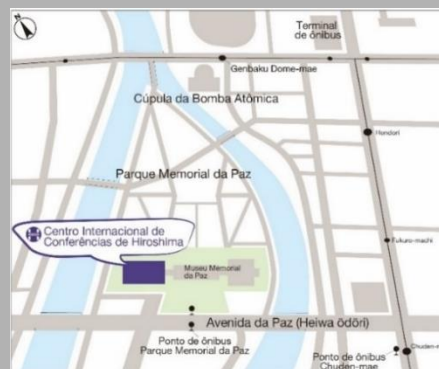 Terminal
de ônibus
Genbaku Dome-mae
Cúpula da Bomba Atômica
Hondori
Parque Memorial da Paz
Centro Internacional de
Conferências de Hiroshima
Fukuro-machi
Museu Memorial
da Paz
Avenida da Paz (Heiwa ōdōri)
Ponto de ônibus
Parque Memorial da Paz
Ponto de ônibus
Chuden-mae